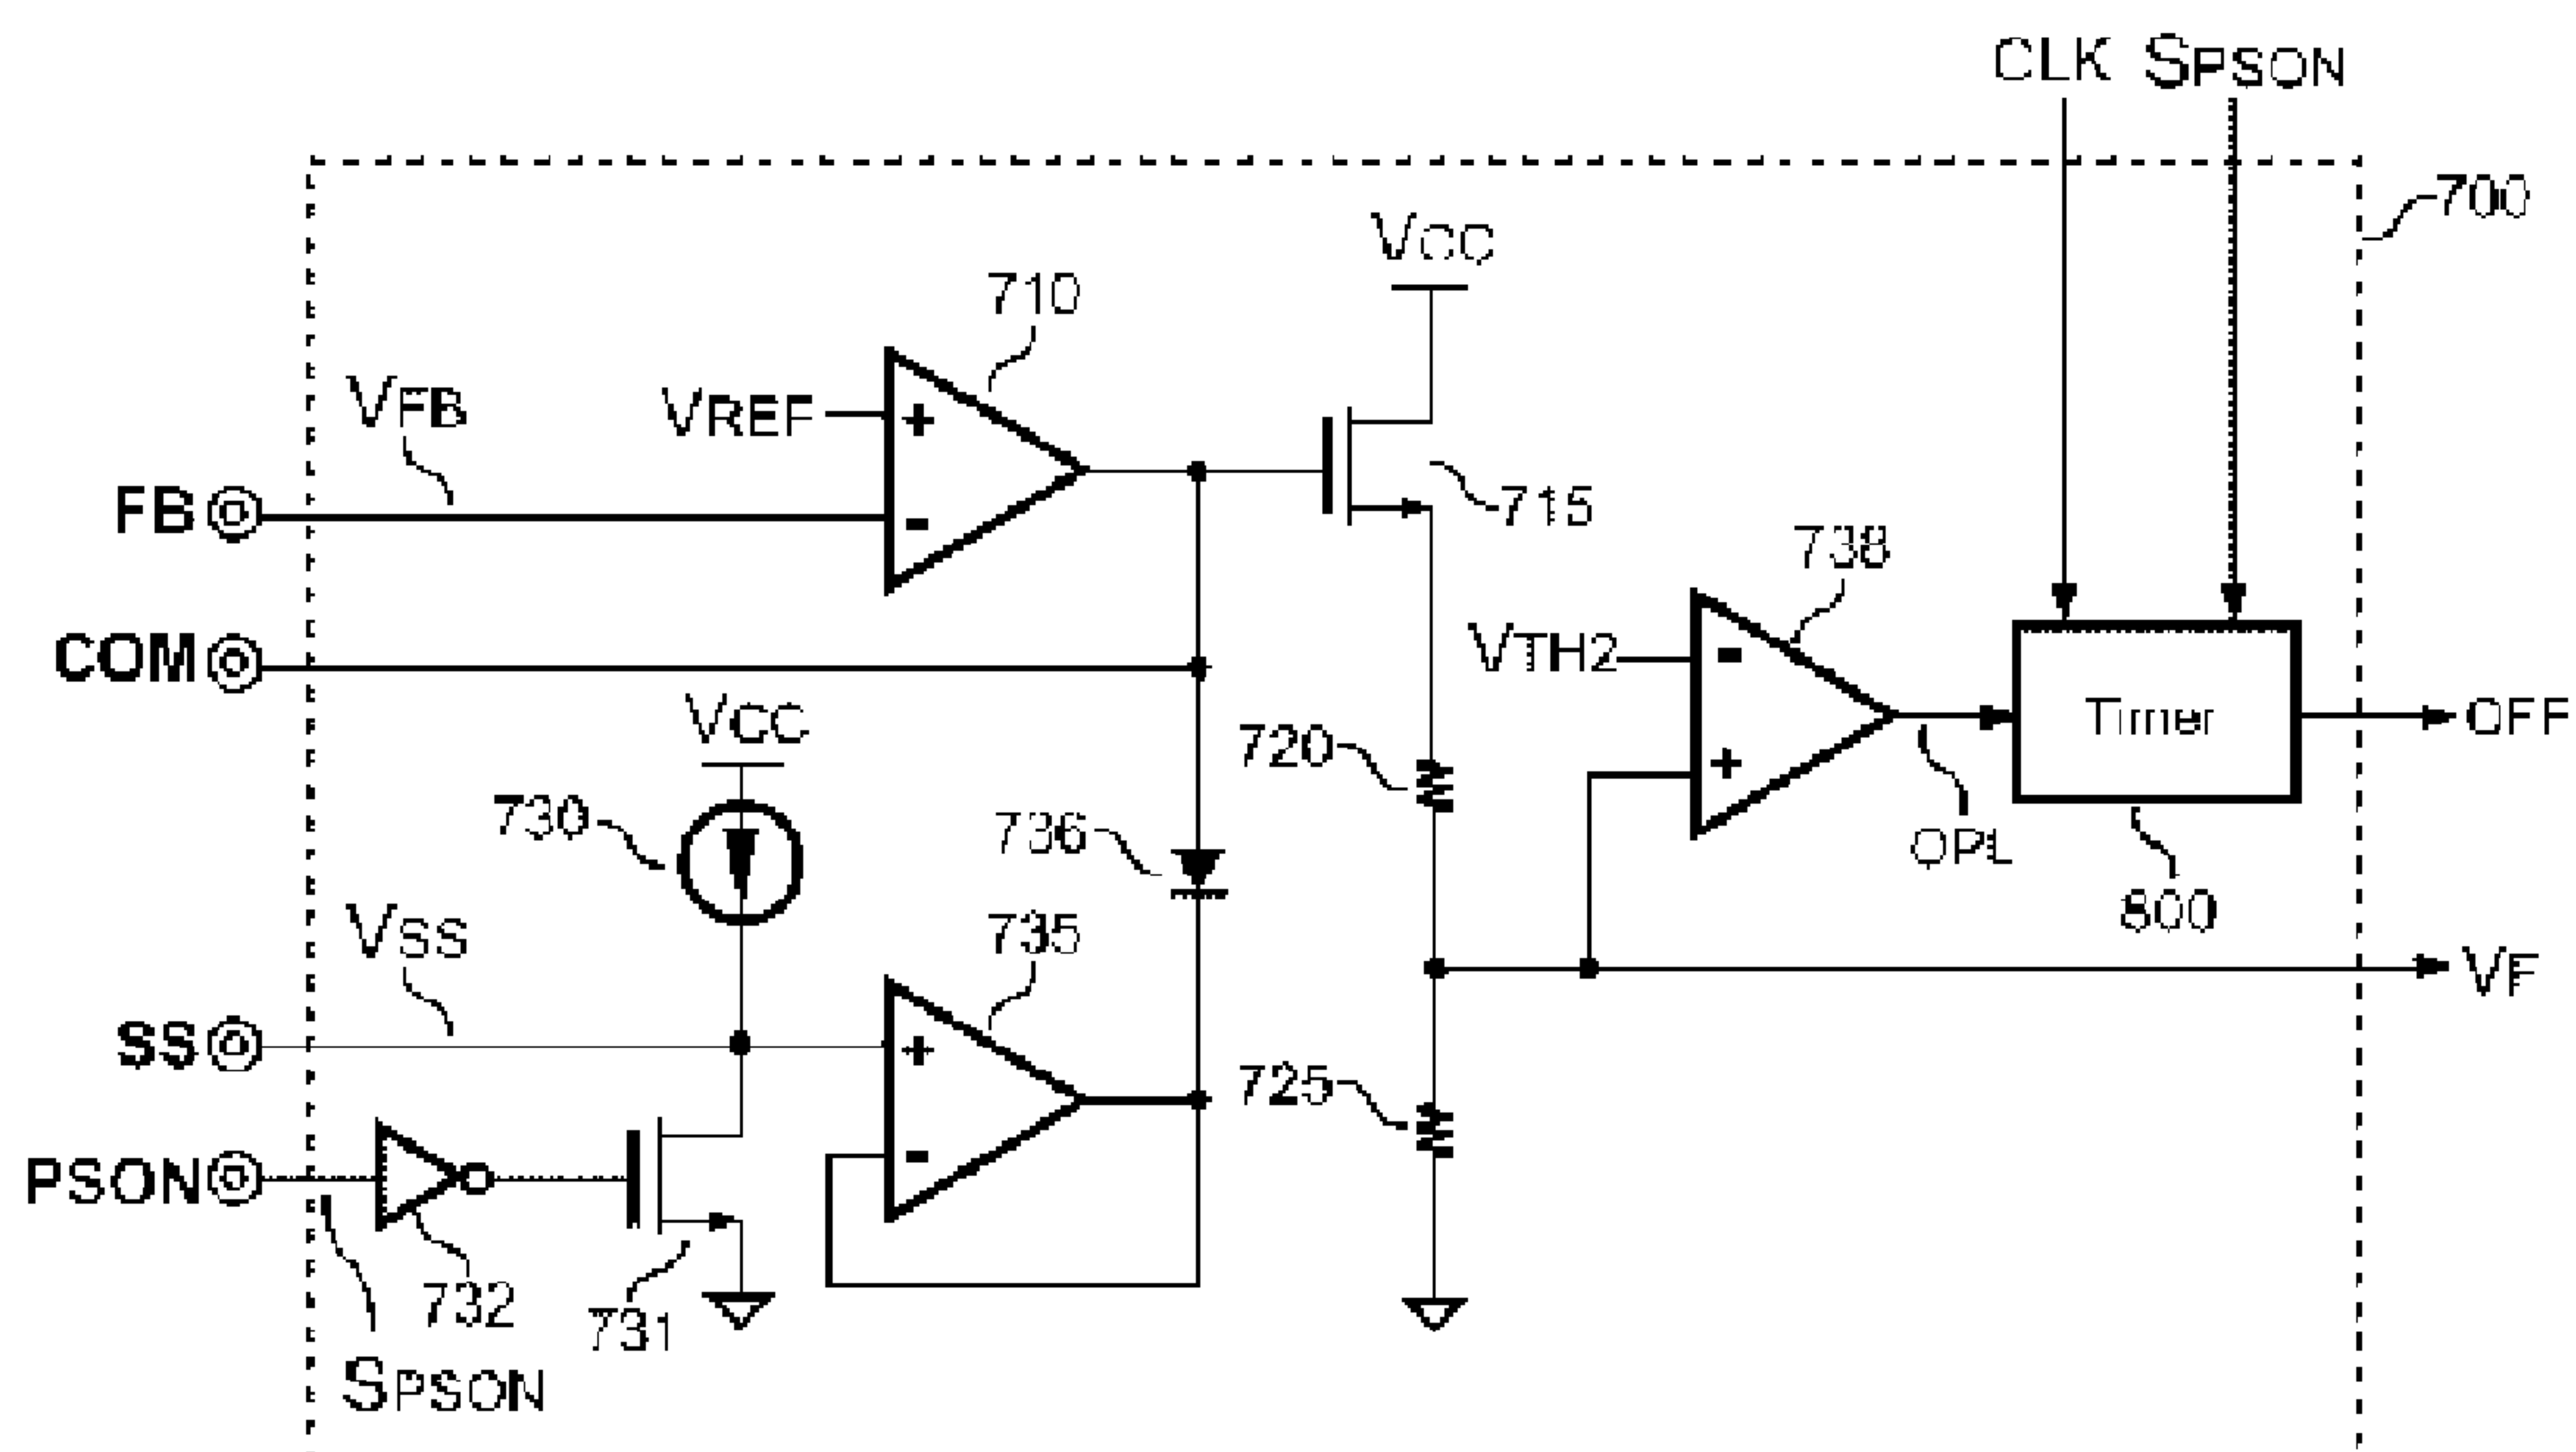 CLK SPSON
700
VCC
710
VFB
VREF
FB
715
738
COM
VTH2
VCC
720
Timer
OFF
730
736
OPL
800
VSS
735
VF
SS
725
PSON
732
731
SPSON